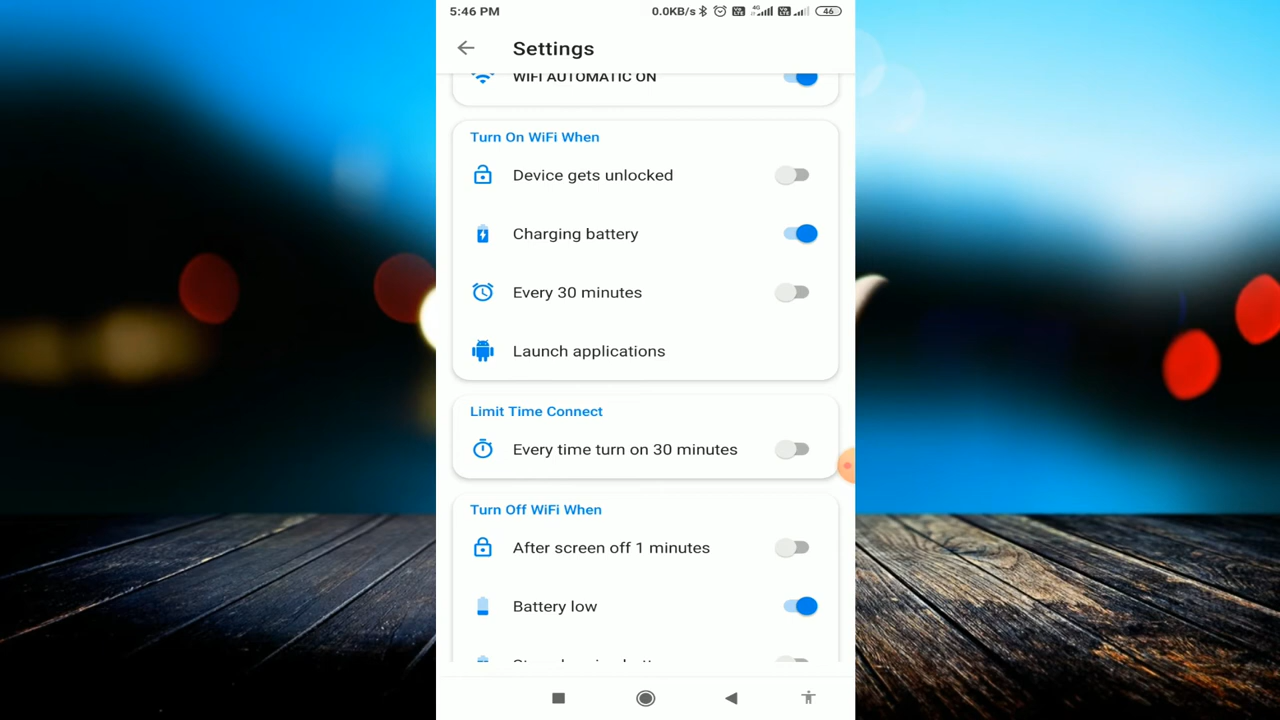 5:46 PM 0.0KB/s 4G 46
Settings
WIFI AUTOMATIC ON
Turn On WiFi When
Device gets unlocked
Charging battery
Every 30 minutes
Launch applications
Limit Time Connect
Every time turn on 30 minutes
Turn Off WiFi When
After screen off 1 minutes
Battery low